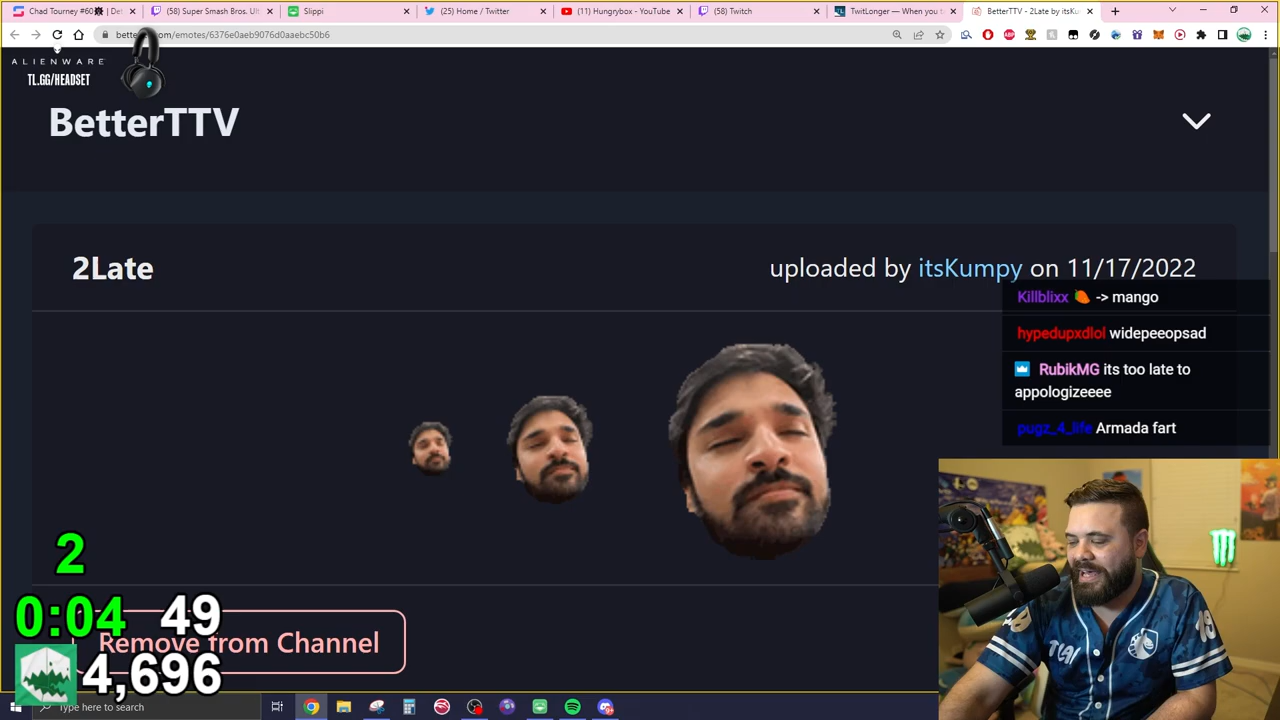 Chad Tourney #60
(58) Super Smash Bros. Ult
Slippi
(25) Home / Twitter
(11) Hungrybox - YouTube
(58) Twitch
TwitLonger — When you t
BetterTTV - 2Late by itsKu
/emotes/6376e0aeb9076d0aaebc50b6
ALIENWARE
TL.GG/HEADSET
BetterTTV
2Late
uploaded by itsKumpy on 11/17/2022
Killblixx 🥭 -> mango
hypedupxdlol widepeeopsad
RubikMG its too late to
appologizeeee
pugz_4_life Armada fart
2
0:04 49
Remove from Channel
4,696
Type here to search